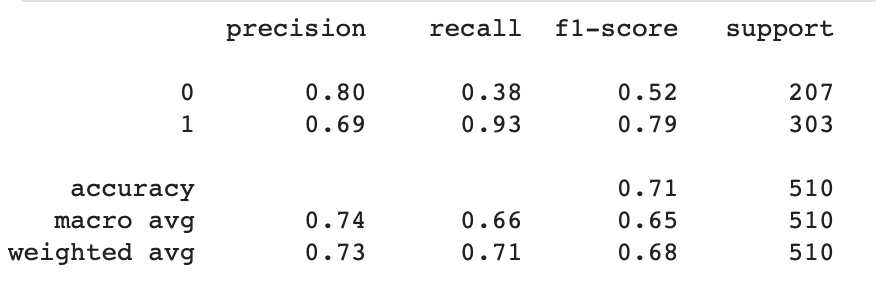 precision recall f1-score support
0 0.80 0.38 0.52 207
1 0.69 0.93 0.79 303
accuracy 0.71 510
macro avg 0.74 0.66 0.65 510
weighted avg 0.73 0.71 0.68 510